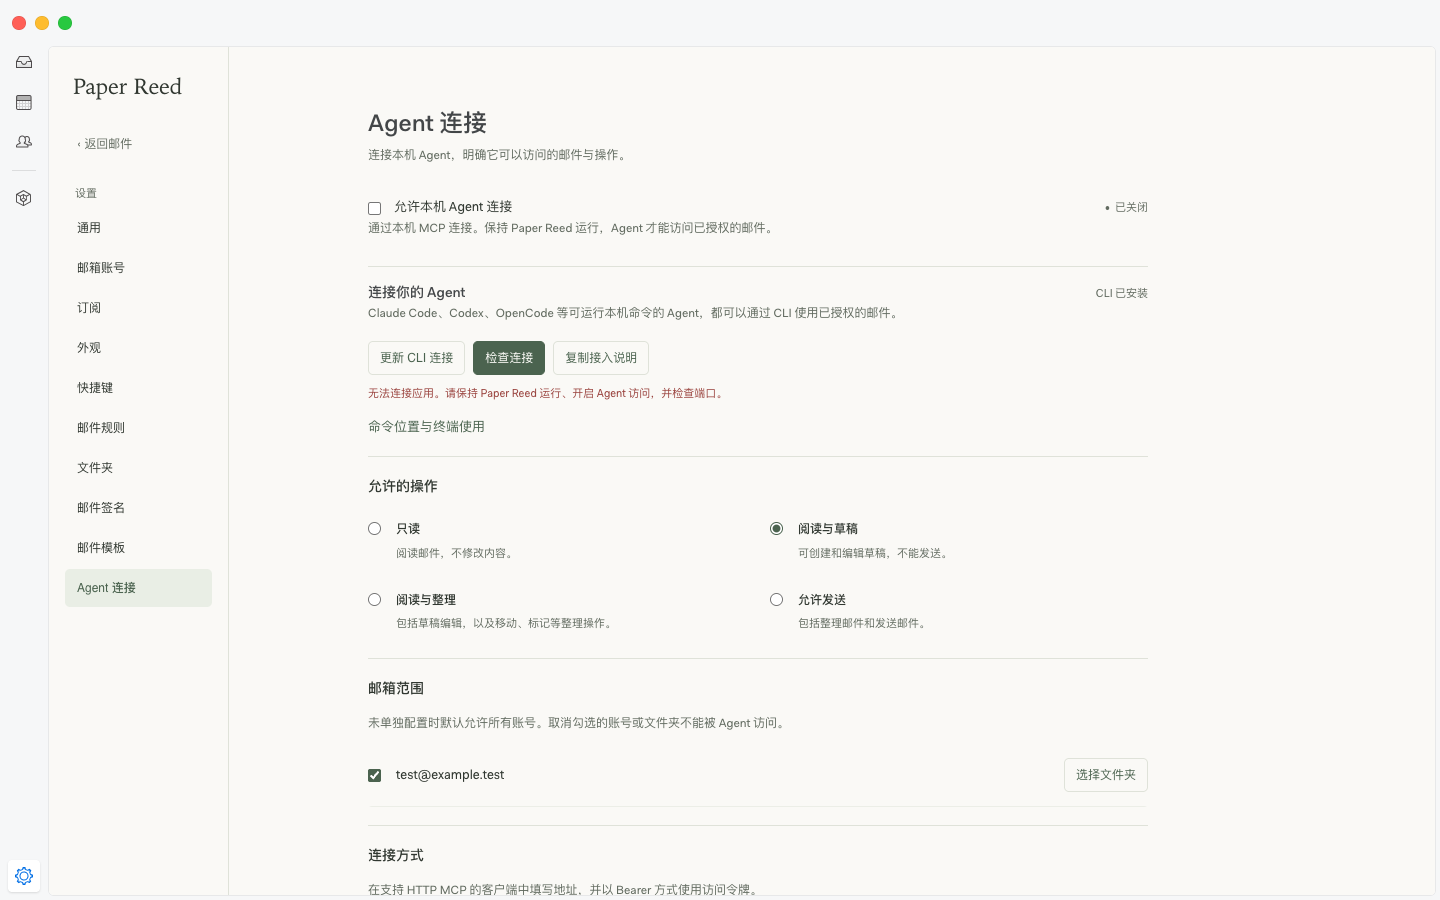 Paper Reed
‹ 返回邮件
设置
通用
邮箱账号
订阅
外观
快捷键
邮件规则
文件夹
邮件签名
邮件模板
Agent 连接
Agent 连接
连接本机 Agent，明确它可以访问的邮件与操作。
允许本机 Agent 连接
• 已关闭
通过本机 MCP 连接。保持 Paper Reed 运行，Agent 才能访问已授权的邮件。
连接你的 Agent
CLI 已安装
Claude Code、Codex、OpenCode 等可运行本机命令的 Agent，都可以通过 CLI 使用已授权的邮件。
更新 CLI 连接
检查连接
复制接入说明
无法连接应用。请保持 Paper Reed 运行、开启 Agent 访问，并检查端口。
命令位置与终端使用
允许的操作
只读
阅读邮件，不修改内容。
阅读与草稿
可创建和编辑草稿，不能发送。
阅读与整理
包括草稿编辑，以及移动、标记等整理操作。
允许发送
包括整理邮件和发送邮件。
邮箱范围
未单独配置时默认允许所有账号。取消勾选的账号或文件夹不能被 Agent 访问。
test@example.test
选择文件夹
连接方式
在支持 HTTP MCP 的客户端中填写地址，并以 Bearer 方式使用访问令牌。